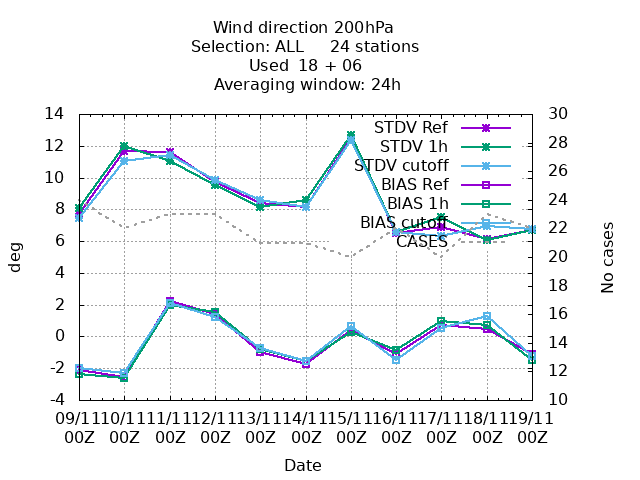 Wind direction 200hPa
Selection: ALL     24 stations
Used  18 + 06
Averaging window: 24h
14 30
12 28
10 26
8 24
6 22
4 20
2 18
0 16
-2 14
-4 12
10
STDV Ref
STDV 1h
STDV cutoff
BIAS Ref
BIAS 1h
BIAS cutoff
CASES
deg
No cases
09/11 10/11 11/11 12/11 13/11 14/11 15/11 16/11 17/11 18/11 19/11
00Z 00Z 00Z 00Z 00Z 00Z 00Z 00Z 00Z 00Z 00Z
Date